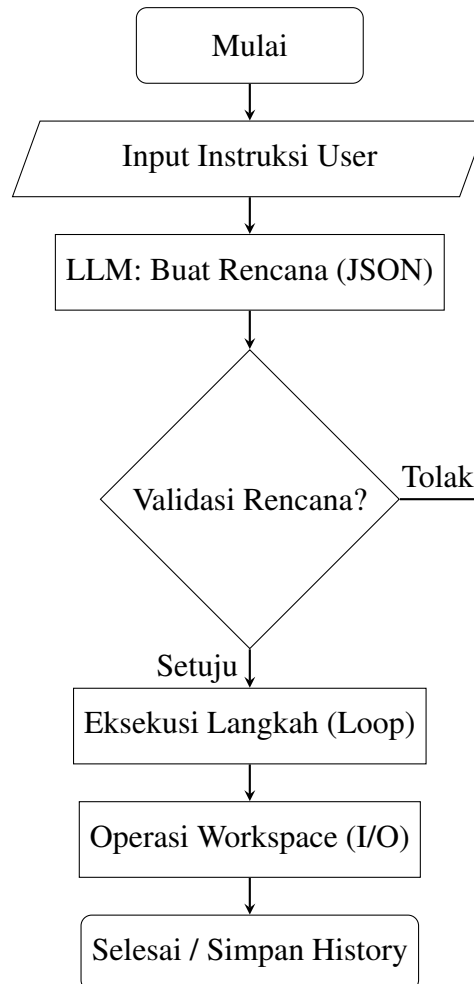 Mulai
Input Instruksi User
LLM: Buat Rencana (JSON)
Validasi Rencana?
Tolak
Setuju
Eksekusi Langkah (Loop)
Operasi Workspace (I/O)
Selesai / Simpan History